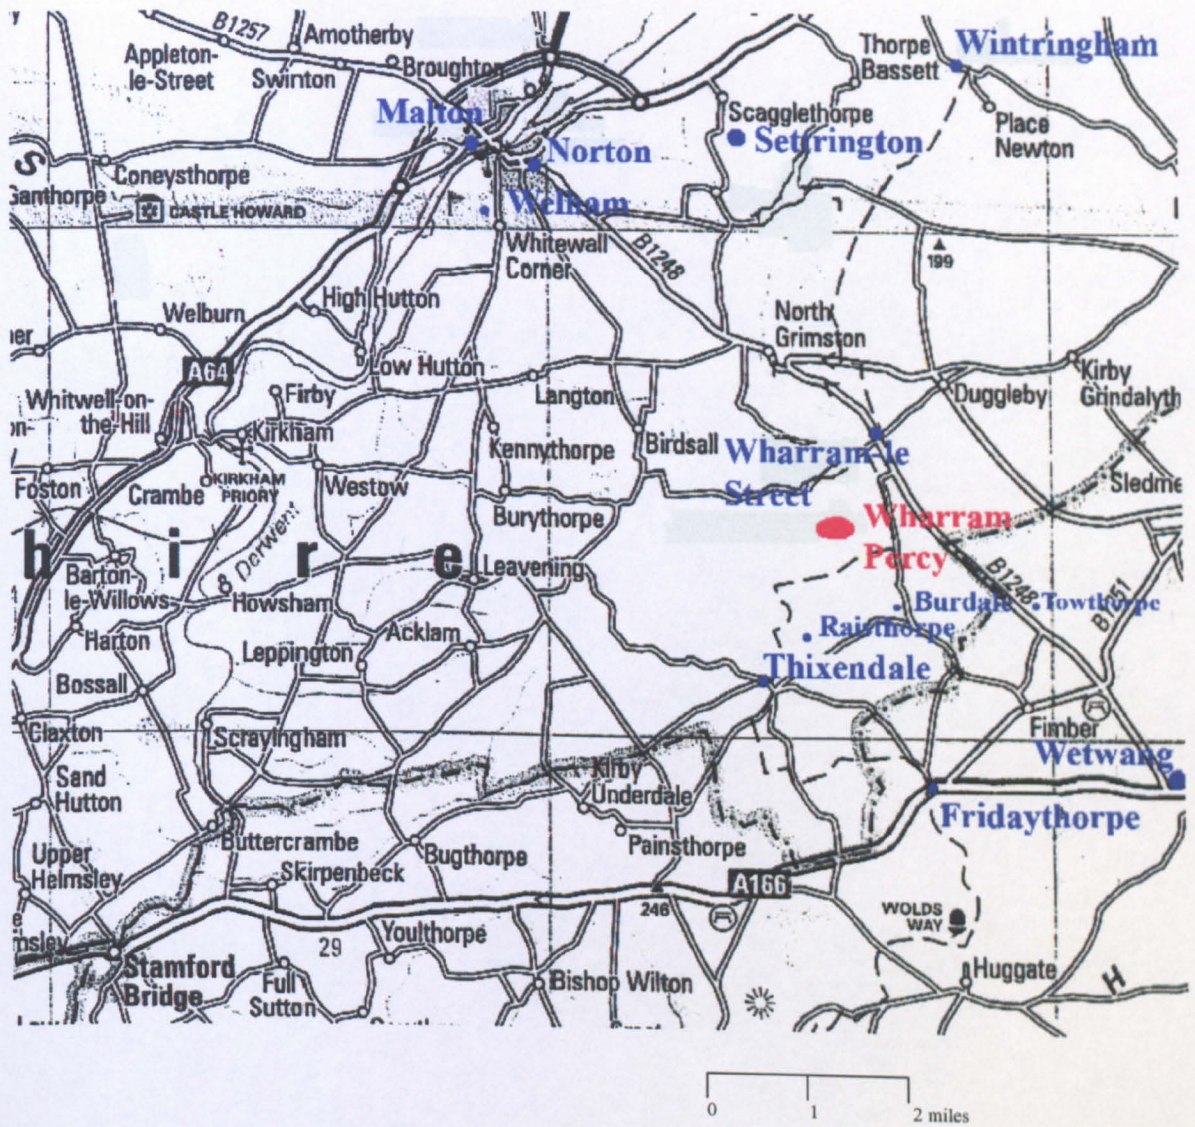 B1257
Amotherby
Appleton-
le-Street
Swinton
Broughton
Thorpe
Bassett
Wintringham
Malton
Scagglethorpe
Settrington
Place
Newton
Norton
S
Coneysthorpe
Ganthorpe
CASTLE HOWARD
Welham
Whitewall
Corner
B1248
199
High Hutton
Welburn
North
Grimston
A64
Low Hutton
Firby
Langton
Duggleby
Kirby
Grindalyth
Whitwell-on-
the-Hill
Kirkham
Kennythorpe
Birdsall
Wharram-le
Street
Foston
Crambe
KIRKHAM
PRIORY
Westow
Burythorpe
Sledme
Wharram
Percy
Derwent
h i r e
Barton-
le-Willows
Leavening
Howsham
B1248
Burdale
Towthorpe
B1251
Harton
Acklam
Raisthorpe
Leppington
Thixendale
Bossall
Claxton
Scrayingham
Fimber
Wetwang
Sand
Hutton
Kirby
Underdale
Fridaythorpe
Buttercrambe
Bugthorpe
Painsthorpe
Upper
Helmsley
Skirpenbeck
A166
246
WOLDS
WAY
29
Youlthorpe
Stamford
Bridge
Full
Sutton
Bishop Wilton
Huggate
H
0 1 2 miles